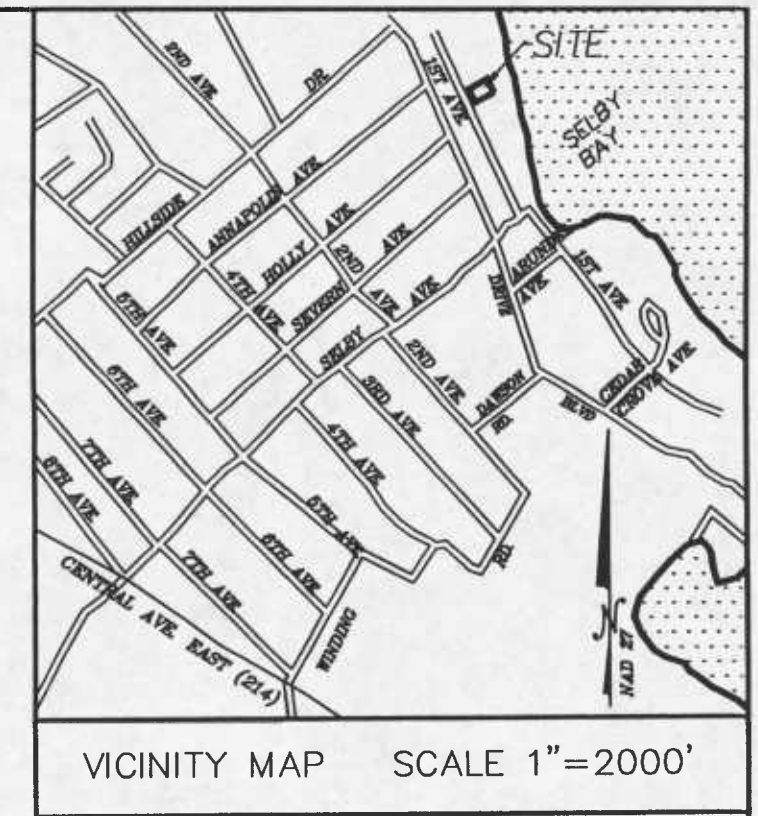 2ND AVE
DR
1ST AVE
SITE
SELBY
BAY
HILLSIDE
ANNAPOLIN AVE
HOLLY AVE
2ND AVE
4TH AVE
SEVERN AVE
SELBY AVE
5TH AVE
DRIVE
ARUNDEL AVE
1ST AVE
6TH AVE
2ND AVE
3RD AVE
DAWSON RD.
BLVD
CEDAR
GROVE AVE
4TH AVE
7TH AVE
8TH AVE
5TH AVE
6TH AVE
7TH AVE
RD.
CENTRAL AVE. EAST (214)
WINDING
N
NAD 27
VICINITY MAP SCALE 1"=2000'